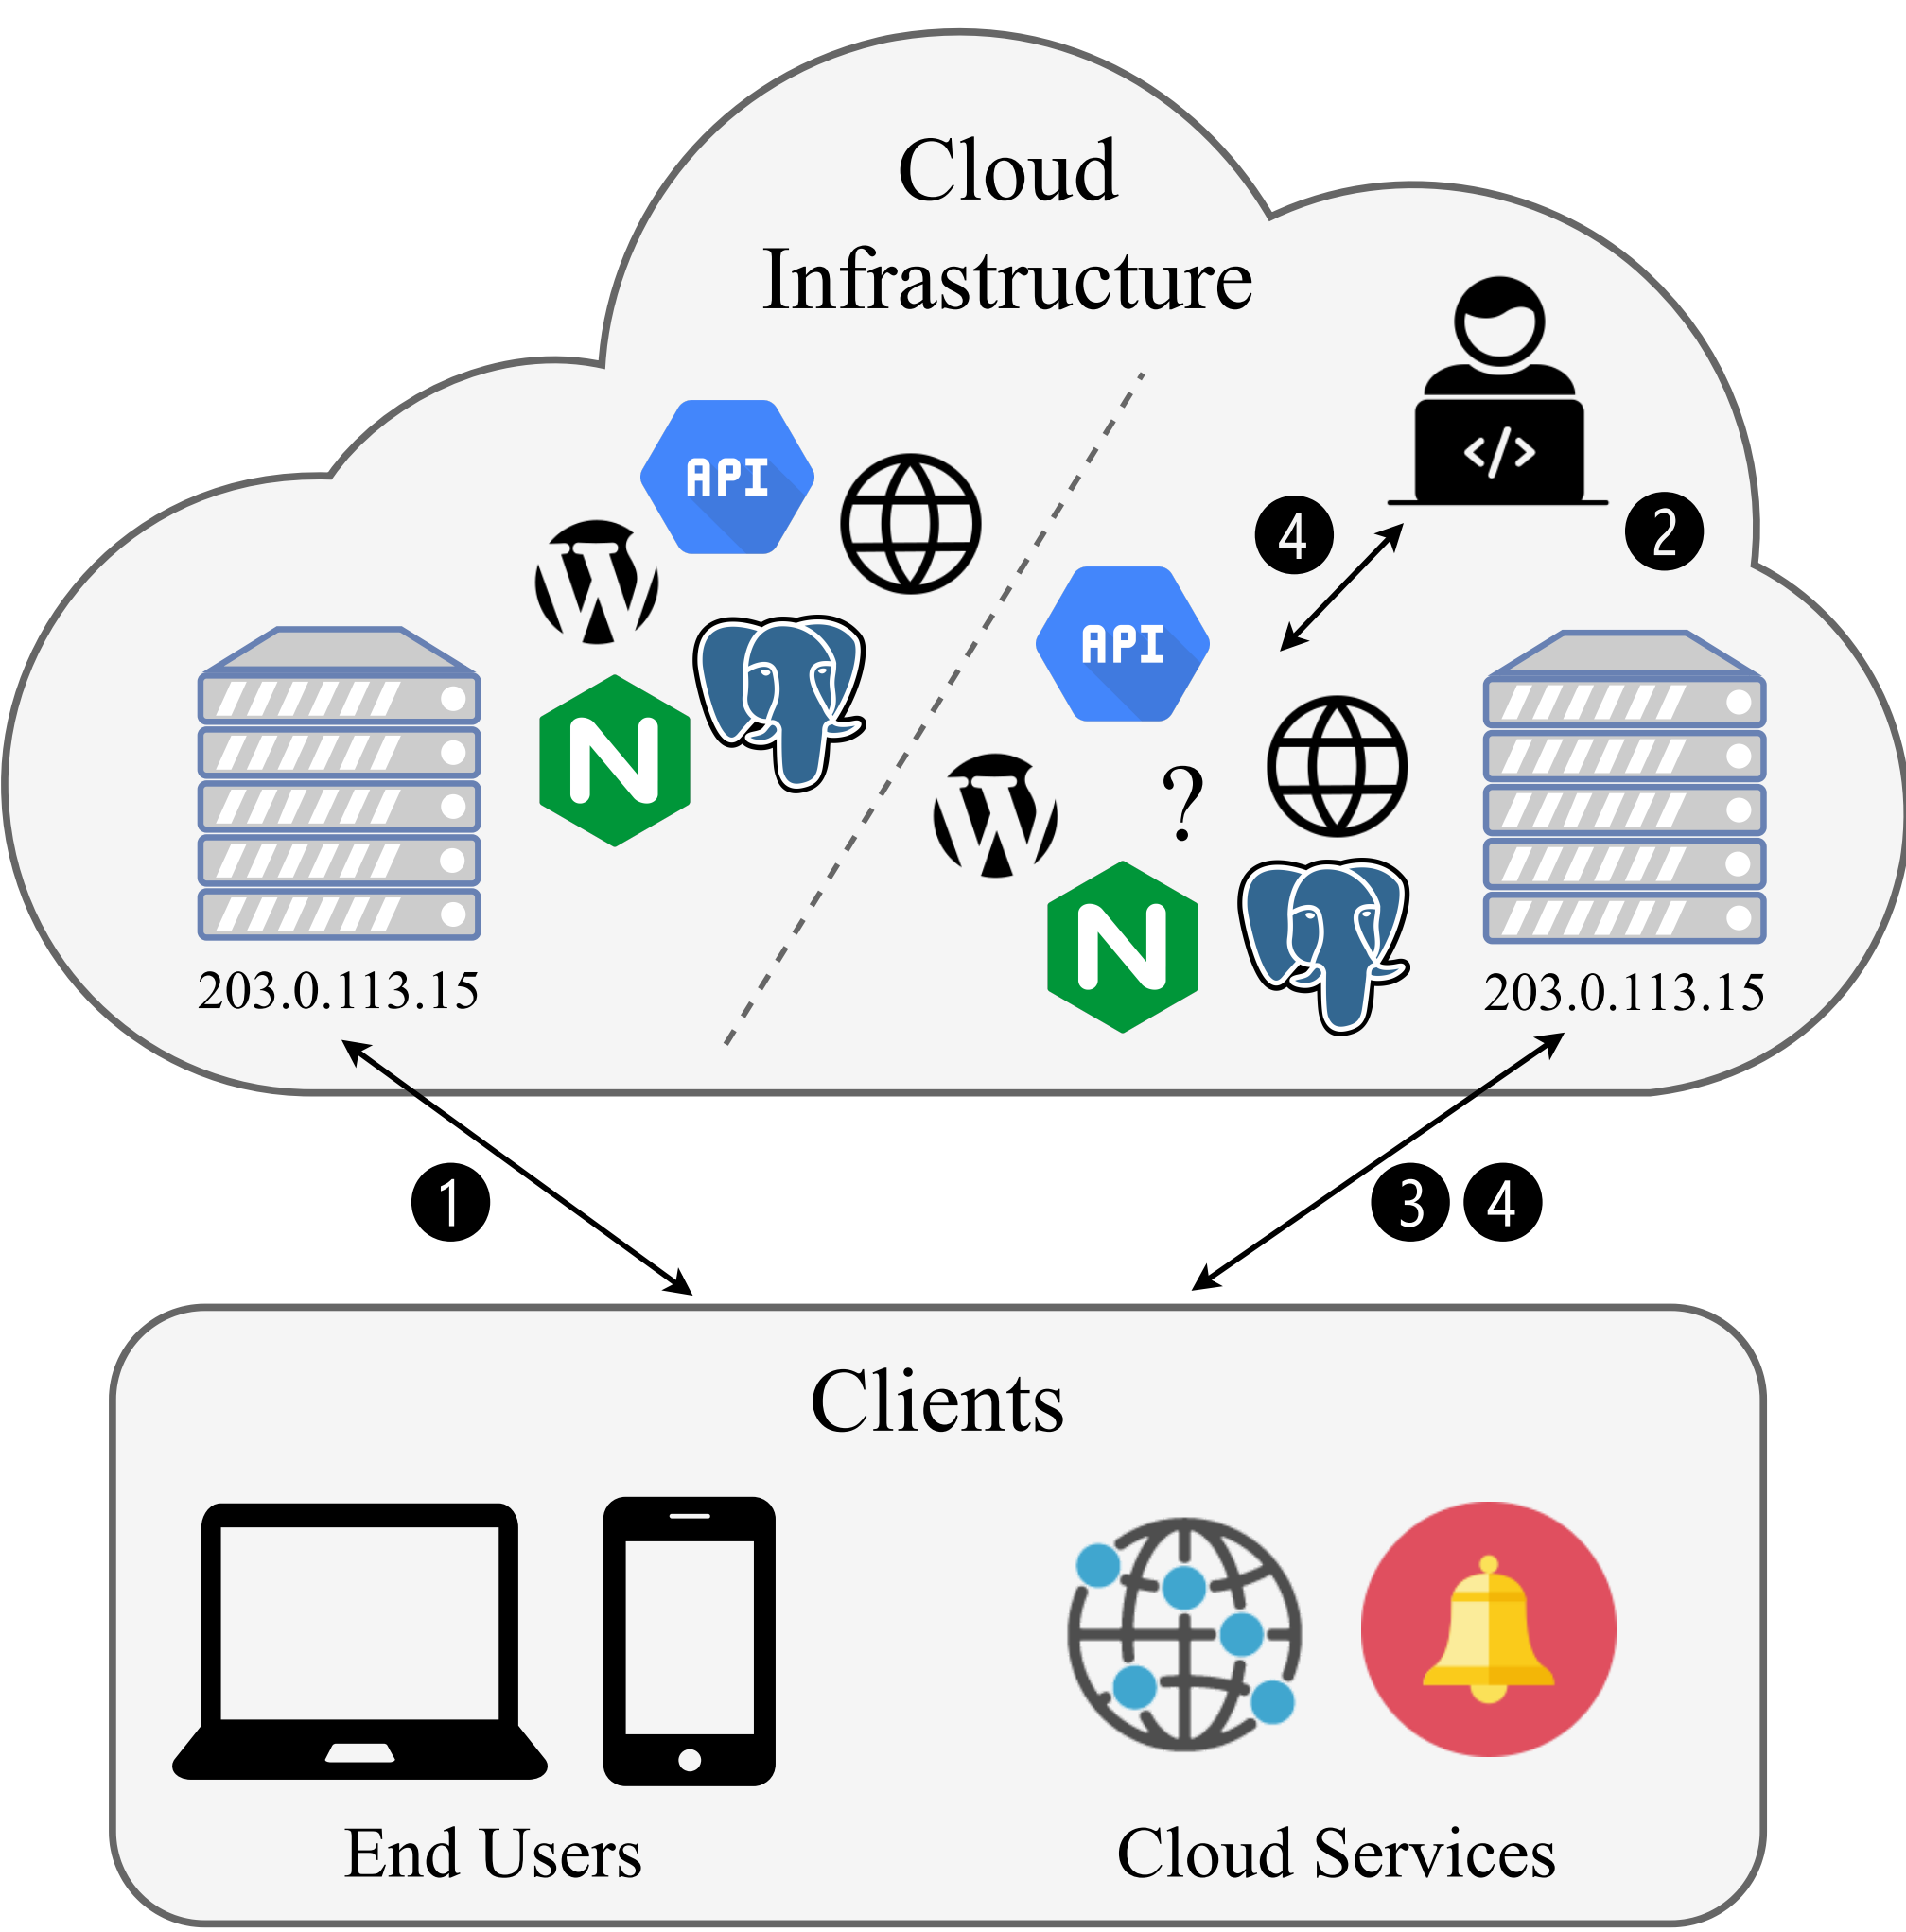 Cloud
Infrastructure
API
4
2
API
?
203.0.113.15
203.0.113.15
1
3 4
Clients
End Users
Cloud Services